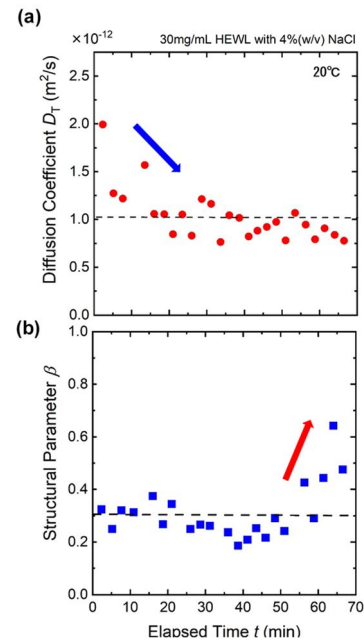 (a)
×10⁻¹² 30mg/mL HEWL with 4%(w/v) NaCl
20℃
Diffusion Coefficient D_T (m²/s)
2.5
2.0
1.5
1.0
0.5
0.0
(b)
Structural Parameter β
1.0
0.8
0.6
0.4
0.2
0.0
0 10 20 30 40 50 60 70
Elapsed Time t (min)